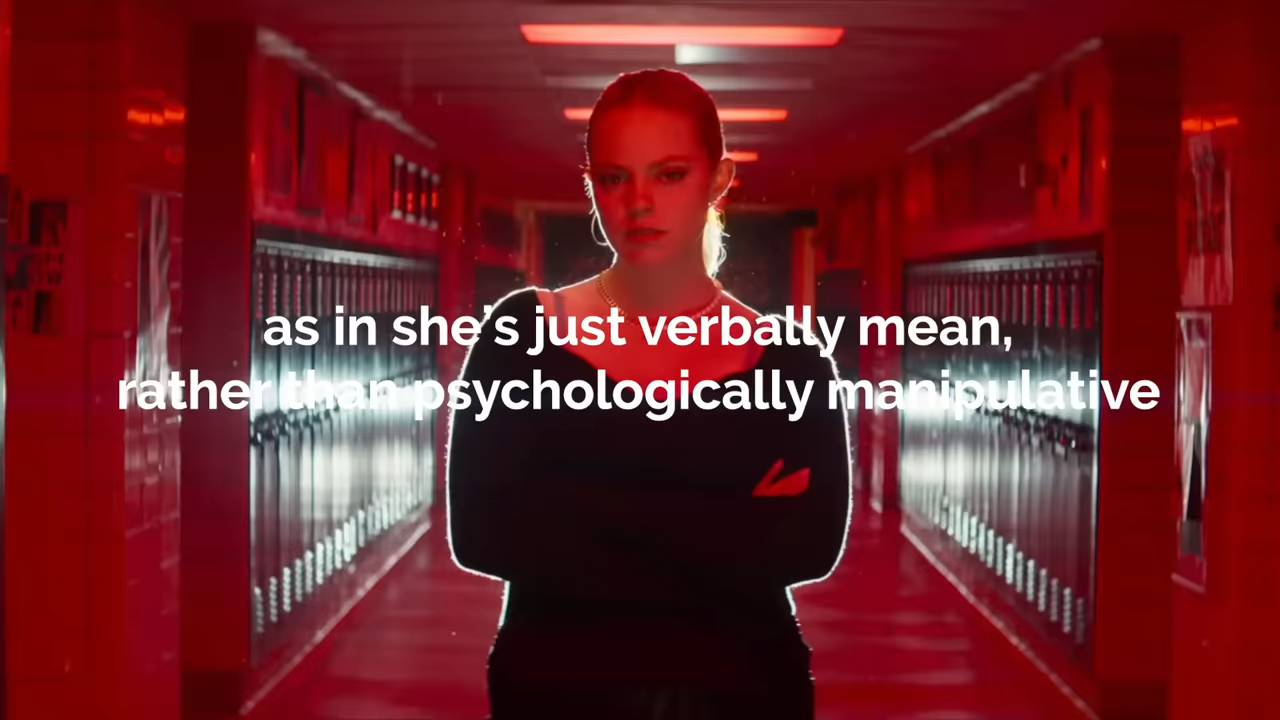 as in she's just verbally mean,
rather than psychologically manipulative